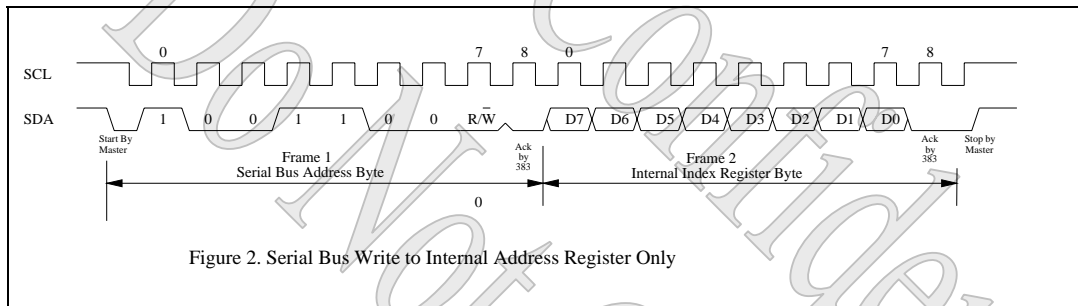 0 7 8 0 7 8
SCL
SDA 1 0 0 1 1 0 0 R/W̅ D7 D6 D5 D4 D3 D2 D1 D0
Start By Master
Ack by 383
Ack by 383
Stop by Master
Frame 1
Serial Bus Address Byte
Frame 2
Internal Index Register Byte
0
Figure 2. Serial Bus Write to Internal Address Register Only
Do Not
Confide